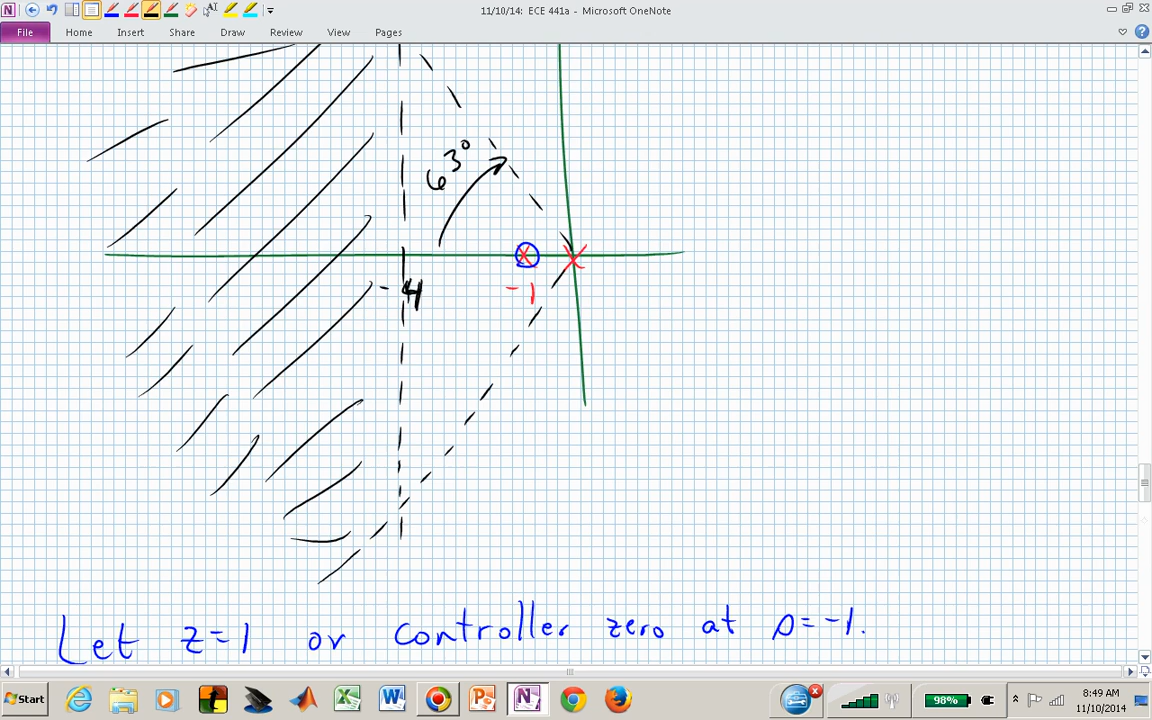 11/10/14: ECE 441a - Microsoft OneNote
File Home Insert Share Draw Review View Pages
63°
-4
-1
Let z=1 or controller zero at s=-1.
Start
98%
8:49 AM
11/10/2014